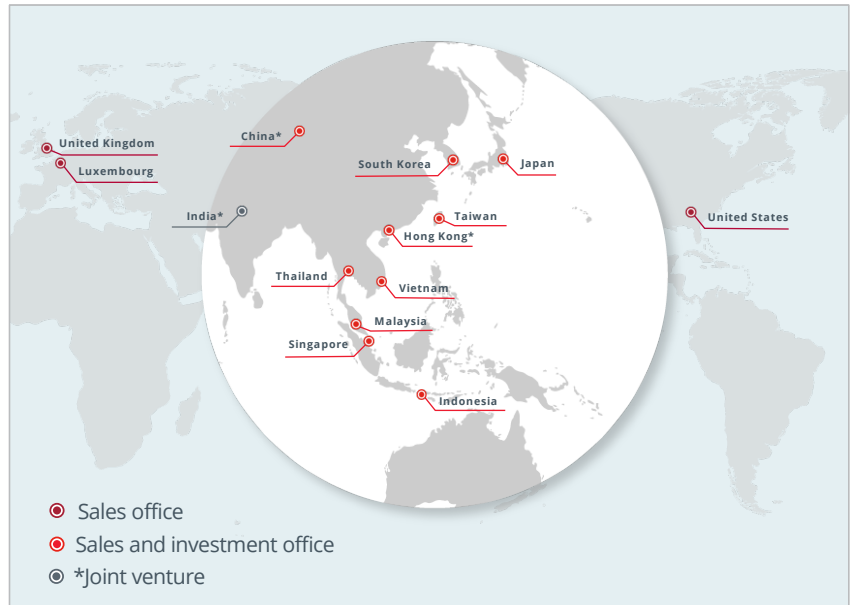 United Kingdom
Luxembourg
China*
South Korea
Japan
India*
Taiwan
Hong Kong*
United States
Thailand
Vietnam
Malaysia
Singapore
Indonesia
Sales office
Sales and investment office
*Joint venture